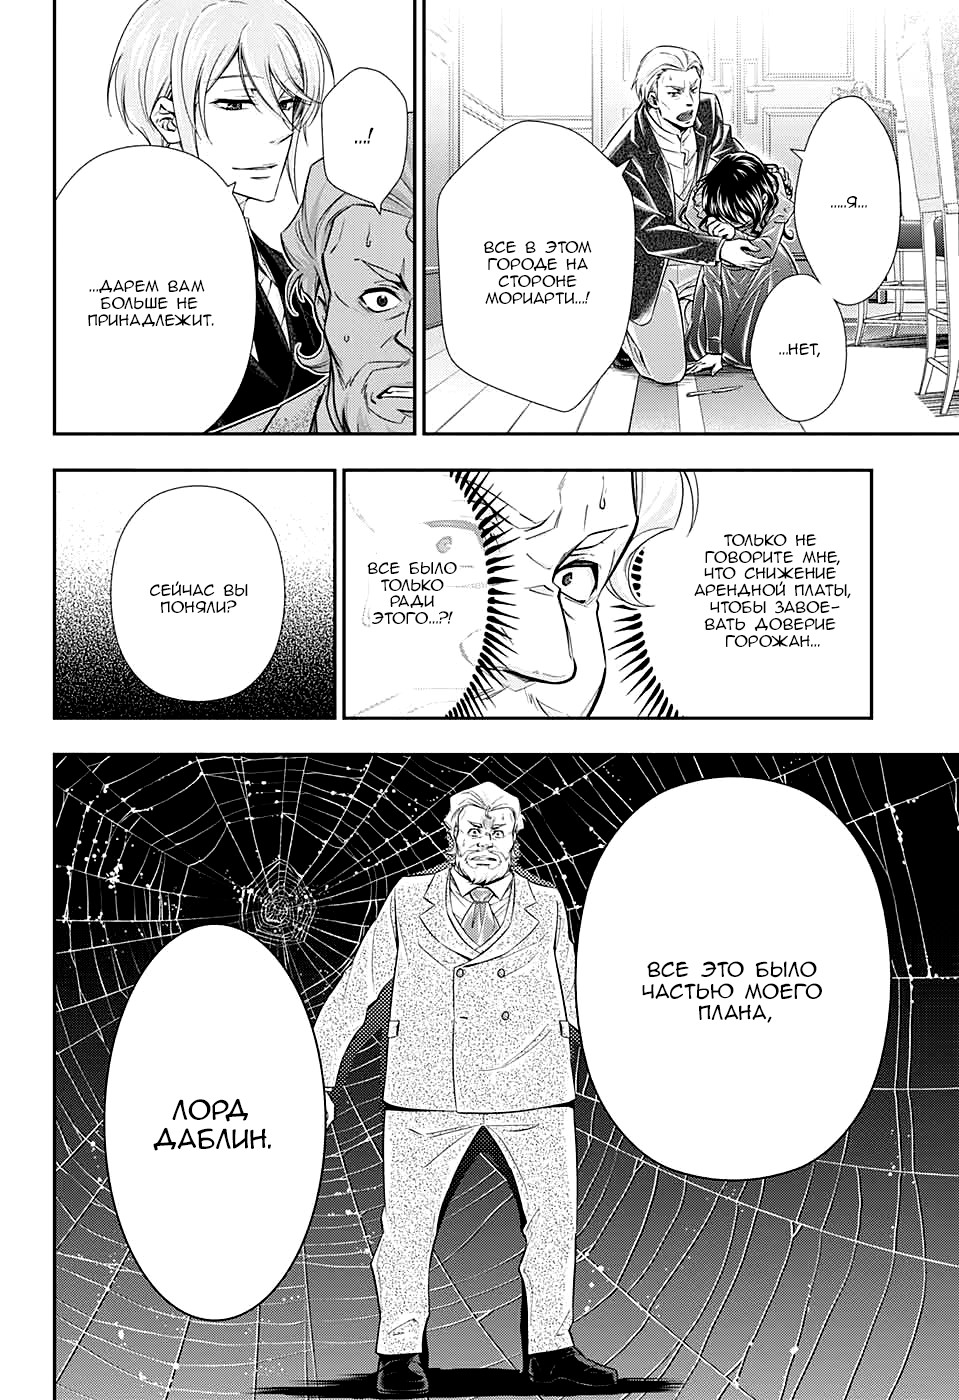 .....Я...
...НЕТ,
ВСЕ В ЭТОМ
ГОРОДЕ НА
СТОРОНЕ
МОРИАРТИ...!
....!
...ДАРЕМ ВАМ
БОЛЬШЕ НЕ
ПРИНАДЛЕЖИТ.
ТОЛЬКО НЕ
ГОВОРИТЕ МНЕ,
ЧТО СНИЖЕНИЕ
АРЕНДНОЙ ПЛАТЫ,
ЧТОБЫ ЗАВОЕ-
ВАТЬ ДОВЕРИЕ
ГОРОЖАН...
ВСЕ БЫЛО
ТОЛЬКО
РАДИ
ЭТОГО...?!
СЕЙЧАС ВЫ
ПОНЯЛИ?
ВСЕ ЭТО БЫЛО
ЧАСТЬЮ МОЕГО
ПЛАНА,
ЛОРД
ДАБЛИН.